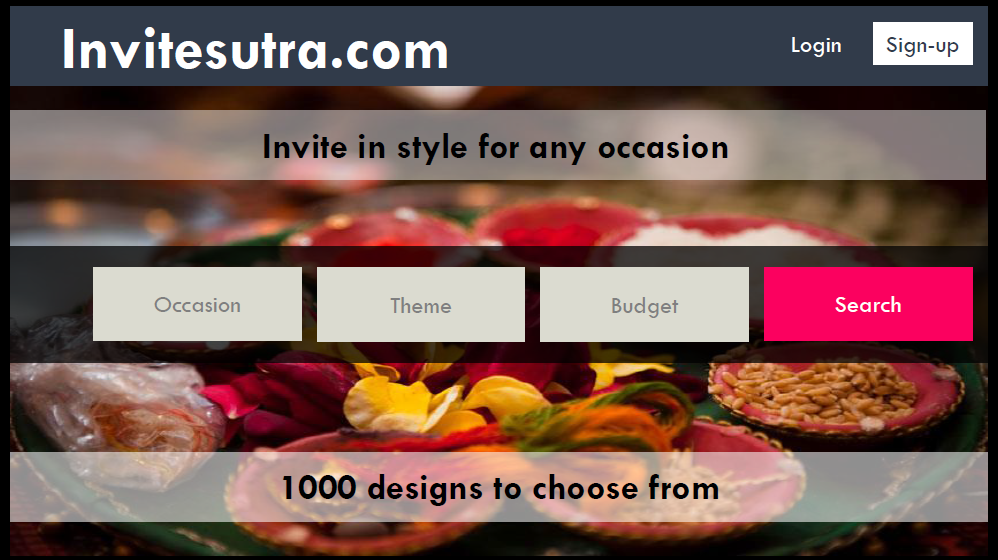 Invitesutra.com
Login
Sign-up
Invite in style for any occasion
Occasion
Theme
Budget
Search
1000 designs to choose from